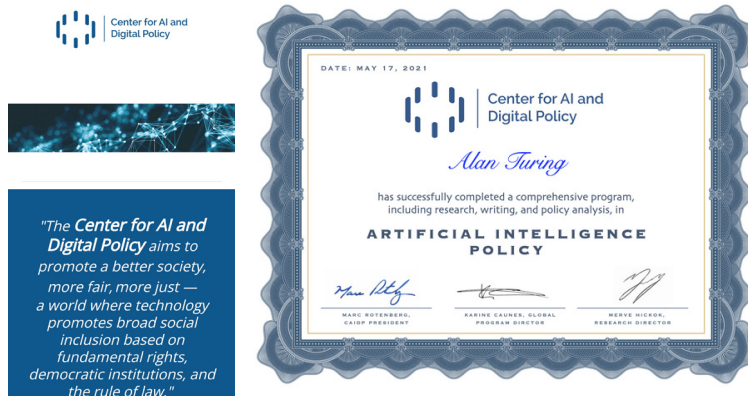 Center for AI and
Digital Policy
"The Center for AI and
Digital Policy aims to
promote a better society,
more fair, more just —
a world where technology
promotes broad social
inclusion based on
fundamental rights,
democratic institutions, and
the rule of law."
DATE: MAY 17, 2021
Center for AI and
Digital Policy
Alan Turing
has successfully completed a comprehensive program,
including research, writing, and policy analysis, in
ARTIFICIAL INTELLIGENCE
POLICY
MARC ROTENBERG,
CAIDP PRESIDENT
KARINE CAUNES, GLOBAL
PROGRAM DIRCTOR
MERVE HICKOK,
RESEARCH DIRECTOR